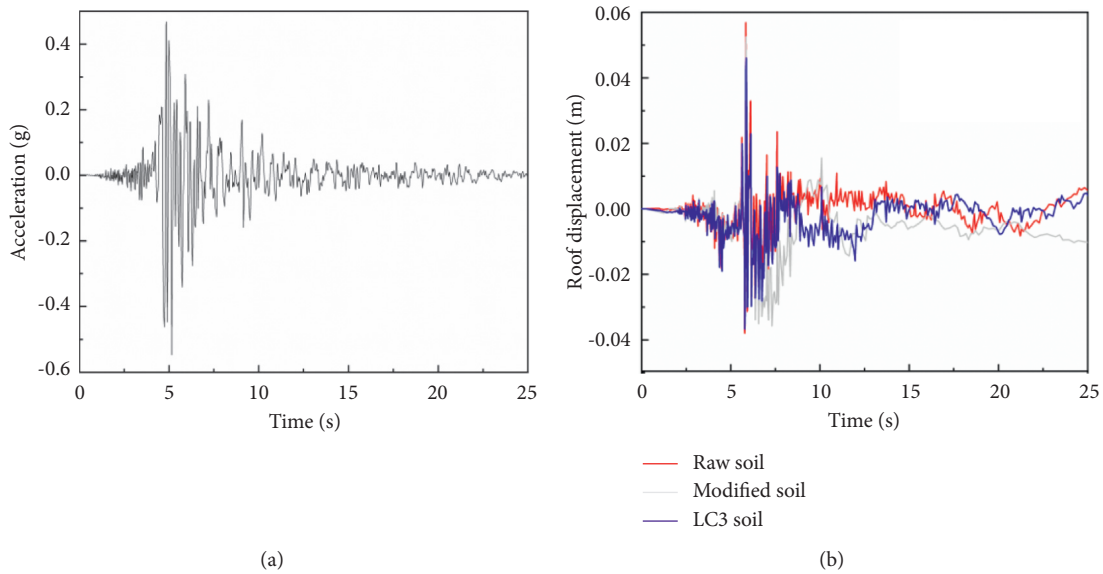 Acceleration (g)
0.4
0.2
0.0
-0.2
-0.4
-0.6
0
5
10
15
20
25
Time (s)
(a)
Roof displacement (m)
0.06
0.04
0.02
0.00
-0.02
-0.04
0
5
10
15
20
25
Time (s)
Raw soil
Modified soil
LC3 soil
(b)